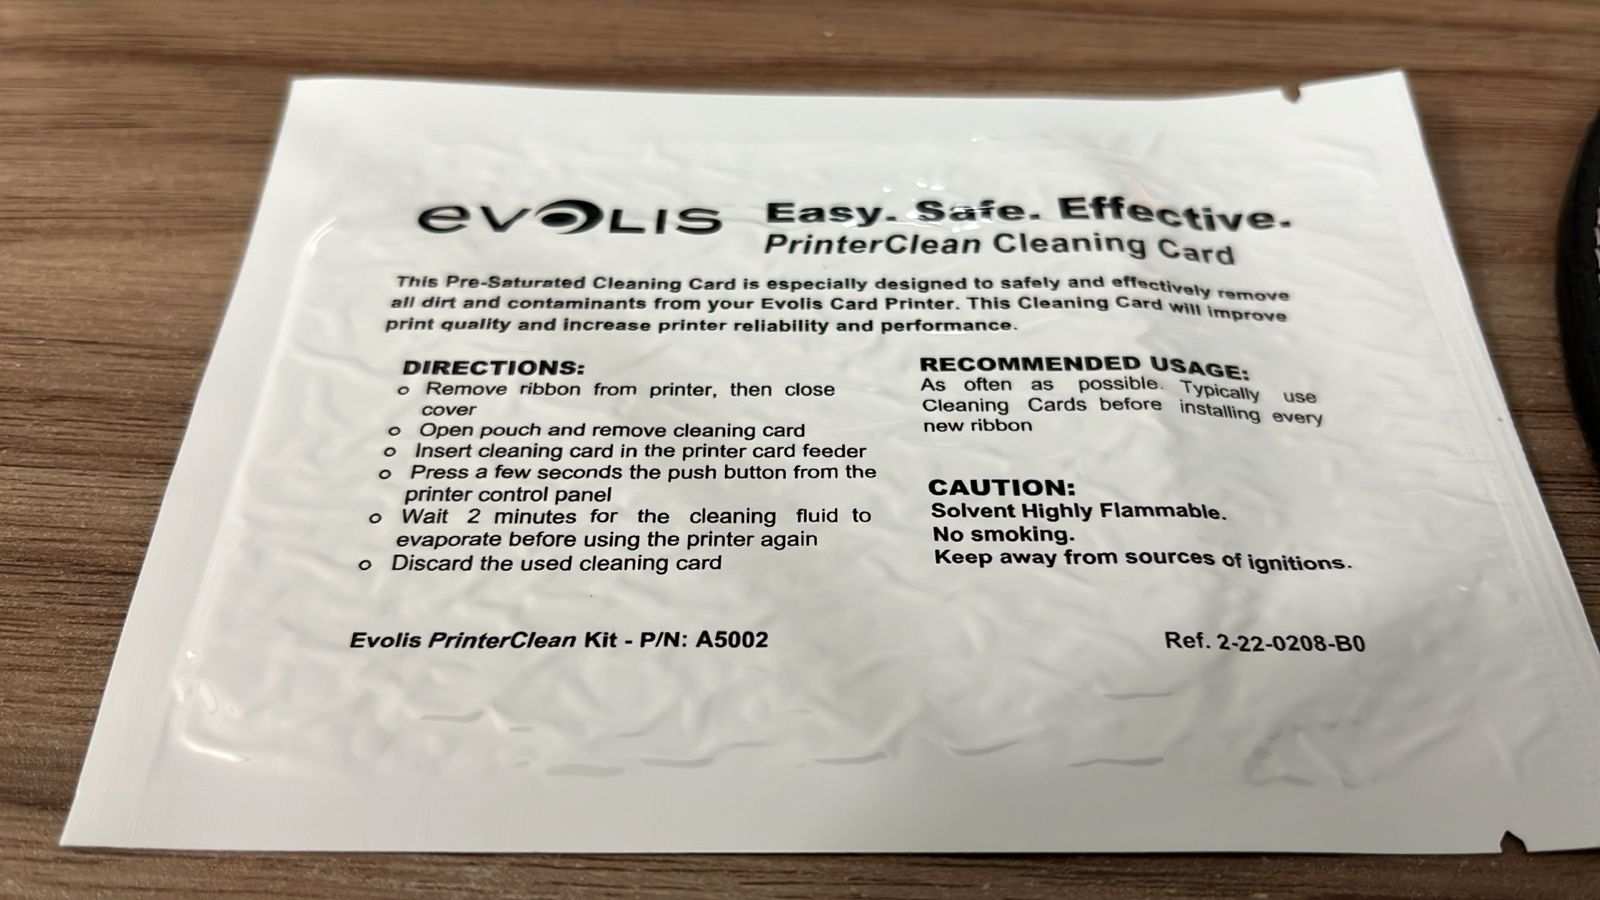 evOLIS
Easy. Safe. Effective.
PrinterClean Cleaning Card
This Pre-Saturated Cleaning Card is especially designed to safely and effectively remove
all dirt and contaminants from your Evolis Card Printer. This Cleaning Card will improve
print quality and increase printer reliability and performance.
DIRECTIONS:
o Remove ribbon from printer, then close
cover
o Open pouch and remove cleaning card
o Insert cleaning card in the printer card feeder
o Press a few seconds the push button from the
printer control panel
o Wait 2 minutes for the cleaning fluid to
evaporate before using the printer again
o Discard the used cleaning card
RECOMMENDED USAGE:
As often as possible. Typically use
Cleaning Cards before installing every
new ribbon
CAUTION:
Solvent Highly Flammable.
No smoking.
Keep away from sources of ignitions.
Evolis PrinterClean Kit - P/N: A5002
Ref. 2-22-0208-B0